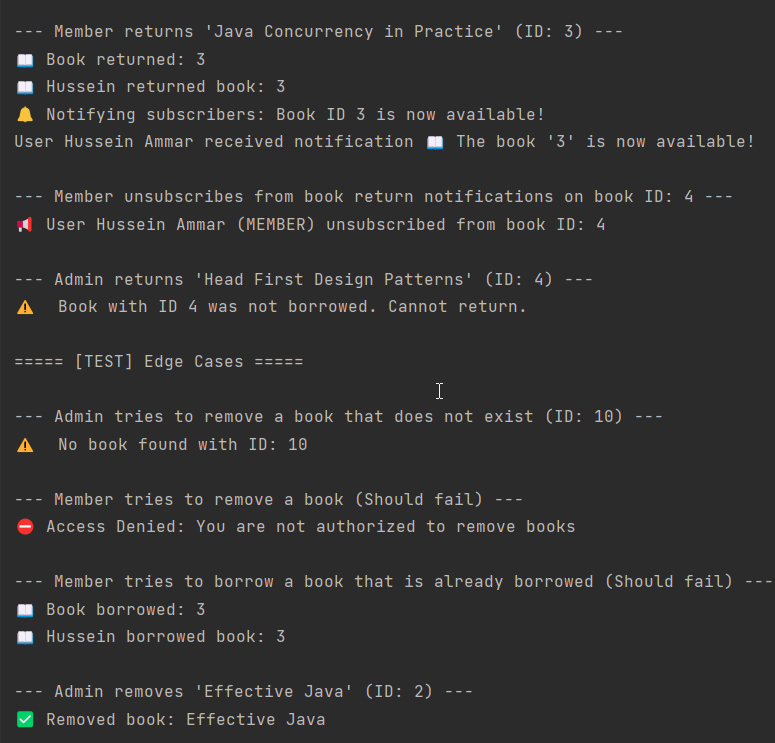 --- Member returns 'Java Concurrency in Practice' (ID: 3) ---
📖 Book returned: 3
📖 Hussein returned book: 3
🔔 Notifying subscribers: Book ID 3 is now available!
User Hussein Ammar received notification 📖 The book '3' is now available!
--- Member unsubscribes from book return notifications on book ID: 4 ---
📢 User Hussein Ammar (MEMBER) unsubscribed from book ID: 4
--- Admin returns 'Head First Design Patterns' (ID: 4) ---
⚠️ Book with ID 4 was not borrowed. Cannot return.
===== [TEST] Edge Cases =====
--- Admin tries to remove a book that does not exist (ID: 10) ---
⚠️ No book found with ID: 10
--- Member tries to remove a book (Should fail) ---
⛔ Access Denied: You are not authorized to remove books
--- Member tries to borrow a book that is already borrowed (Should fail) ---
📖 Book borrowed: 3
📖 Hussein borrowed book: 3
--- Admin removes 'Effective Java' (ID: 2) ---
✅ Removed book: Effective Java